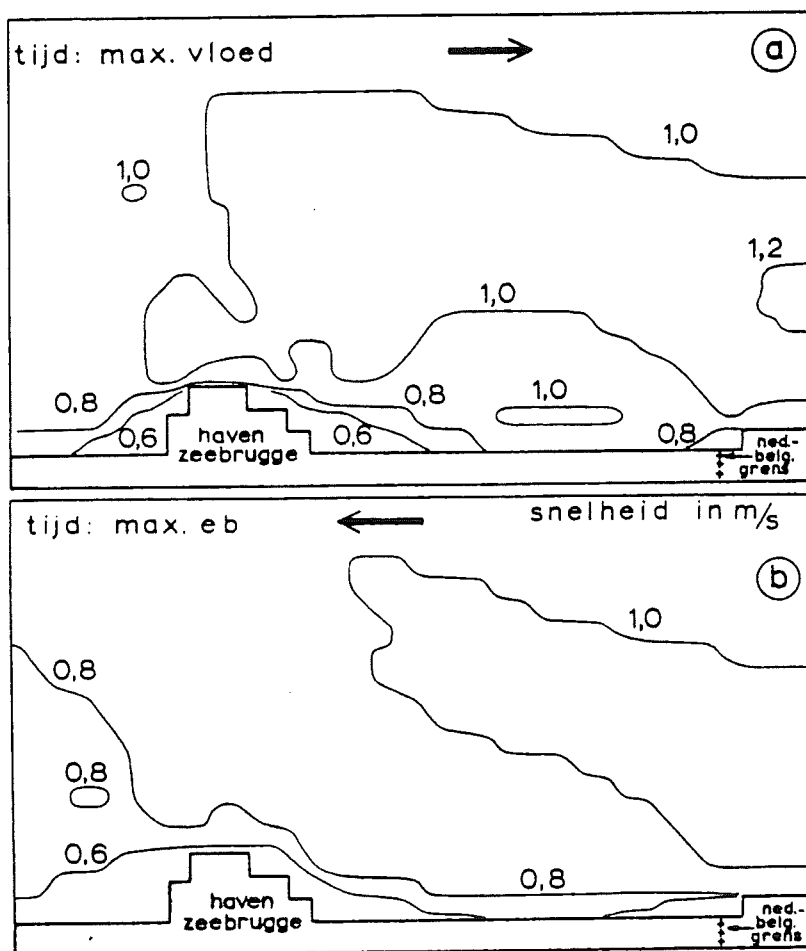 tijd: max. vloed
a
1,0
1,0
1,2
1,0
0,8
0,8
1,0
0,6
0,6
0,8
haven
zeebrugge
ned.-
belg.
grens
tijd: max. eb
snelheid in m/s
b
1,0
0,8
0,8
0,6
0,8
haven
zeebrugge
ned.-
belg.
grens